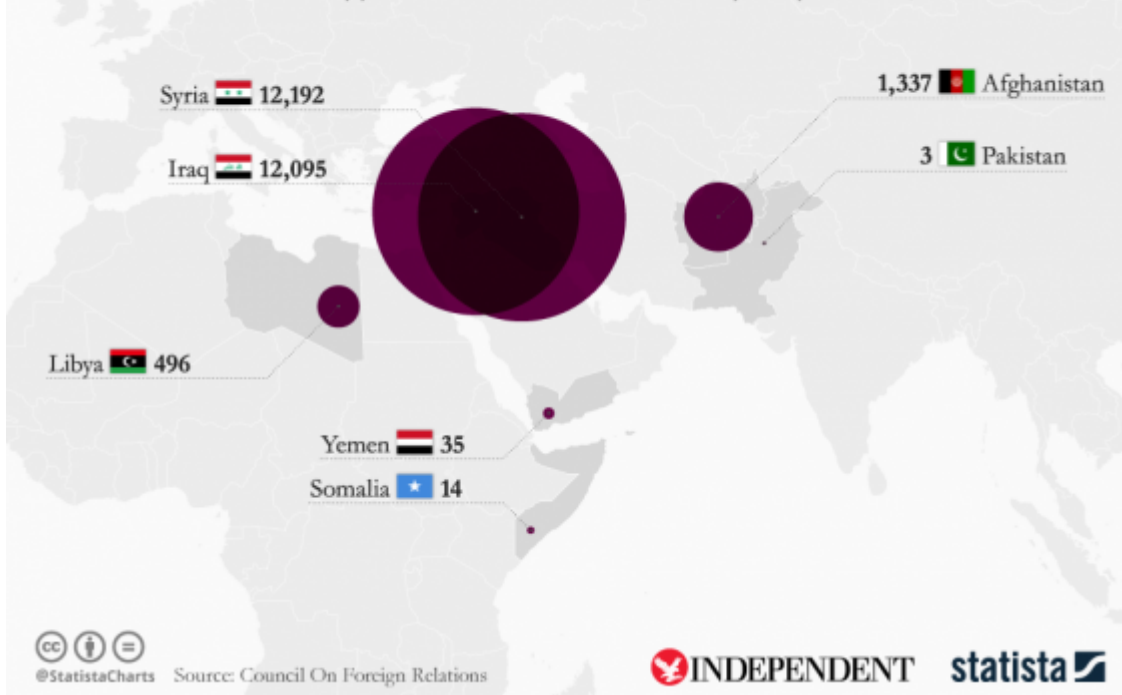 Syria 12,192
1,337 Afghanistan
Iraq 12,095
3 Pakistan
Libya 496
Yemen 35
Somalia 14
cc
@StatistaCharts Source: Council On Foreign Relations
INDEPENDENT statista